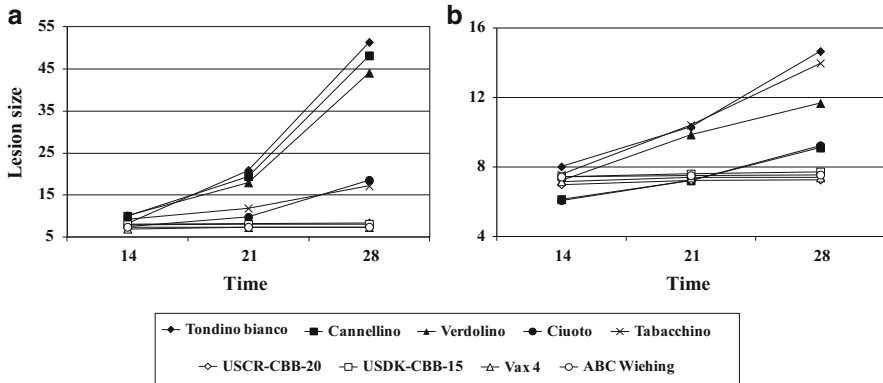 a
b
55
45
35
25
15
5
Lesion size
14 21 28
Time
16
12
8
4
14 21 28
Time
Tondino bianco Cannellino Verdolino Ciuoto Tabacchino
USCR-CBB-20 USDK-CBB-15 Vax 4 ABC Wiehing